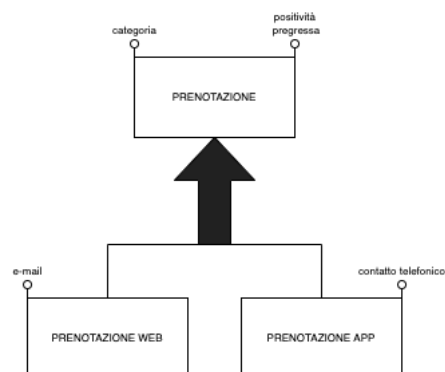 categoria
positività
pregressa
PRENOTAZIONE
e-mail
contatto telefonico
PRENOTAZIONE WEB
PRENOTAZIONE APP